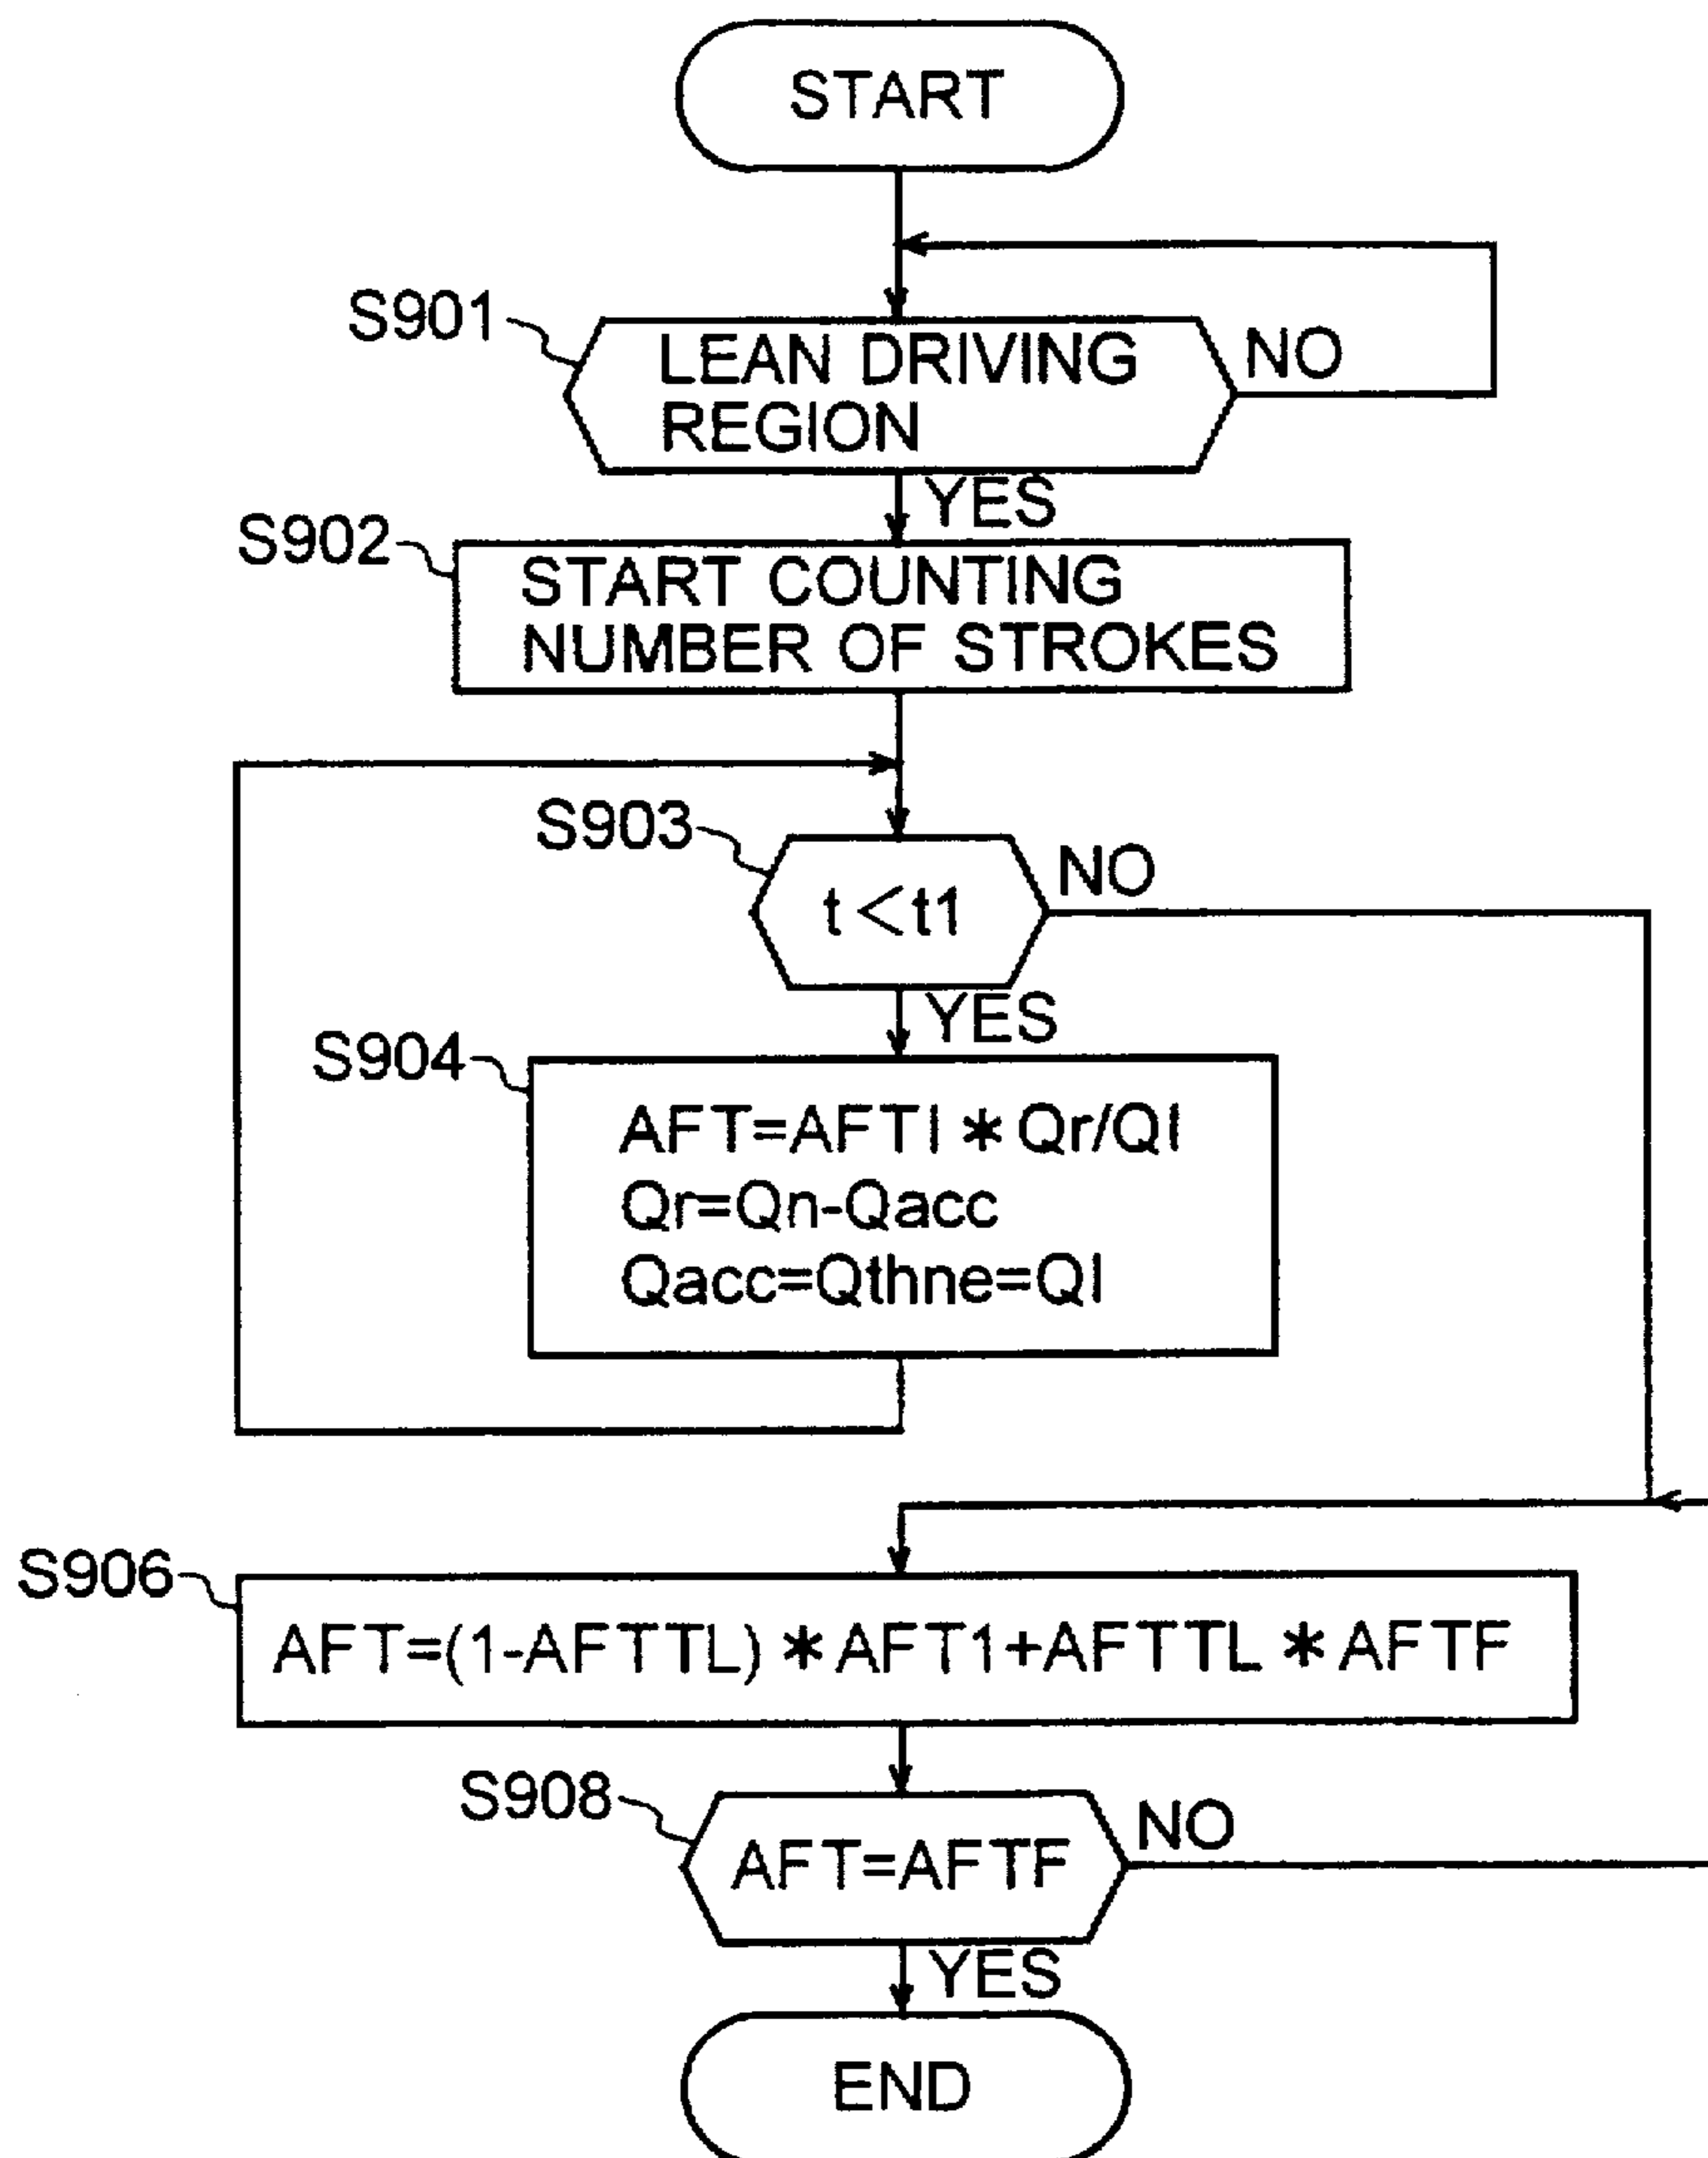 START
S901
LEAN DRIVING
REGION
NO
YES
S902
START COUNTING
NUMBER OF STROKES
S903
t<t1
NO
YES
S904
AFT=AFTI*Qr/QI
Qr=Qn-Qacc
Qacc=Qthne=QI
S906
AFT=(1-AFTTL)*AFT1+AFTTL*AFTF
S908
AFT=AFTF
NO
YES
END